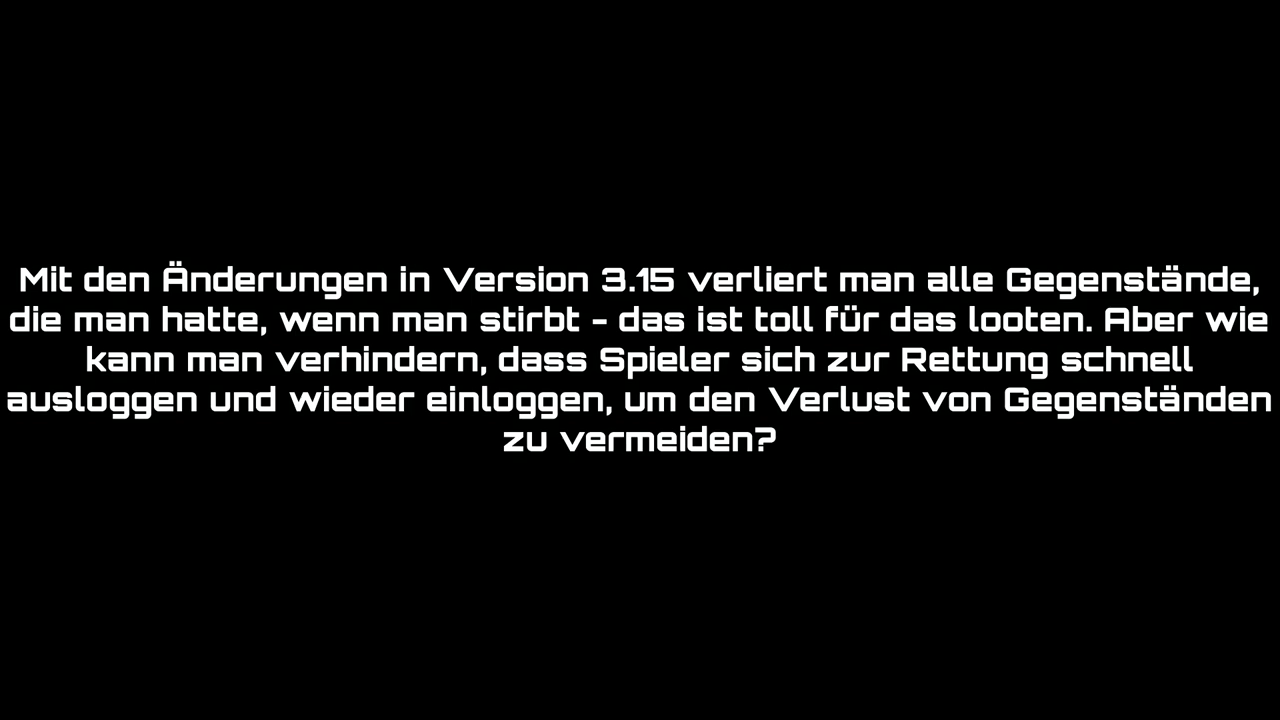 Mit den Änderungen in Version 3.15 verliert man alle Gegenstände,
die man hatte, wenn man stirbt - das ist toll für das looten. Aber wie
kann man verhindern, dass Spieler sich zur Rettung schnell
ausloggen und wieder einloggen, um den Verlust von Gegenständen
zu vermeiden?